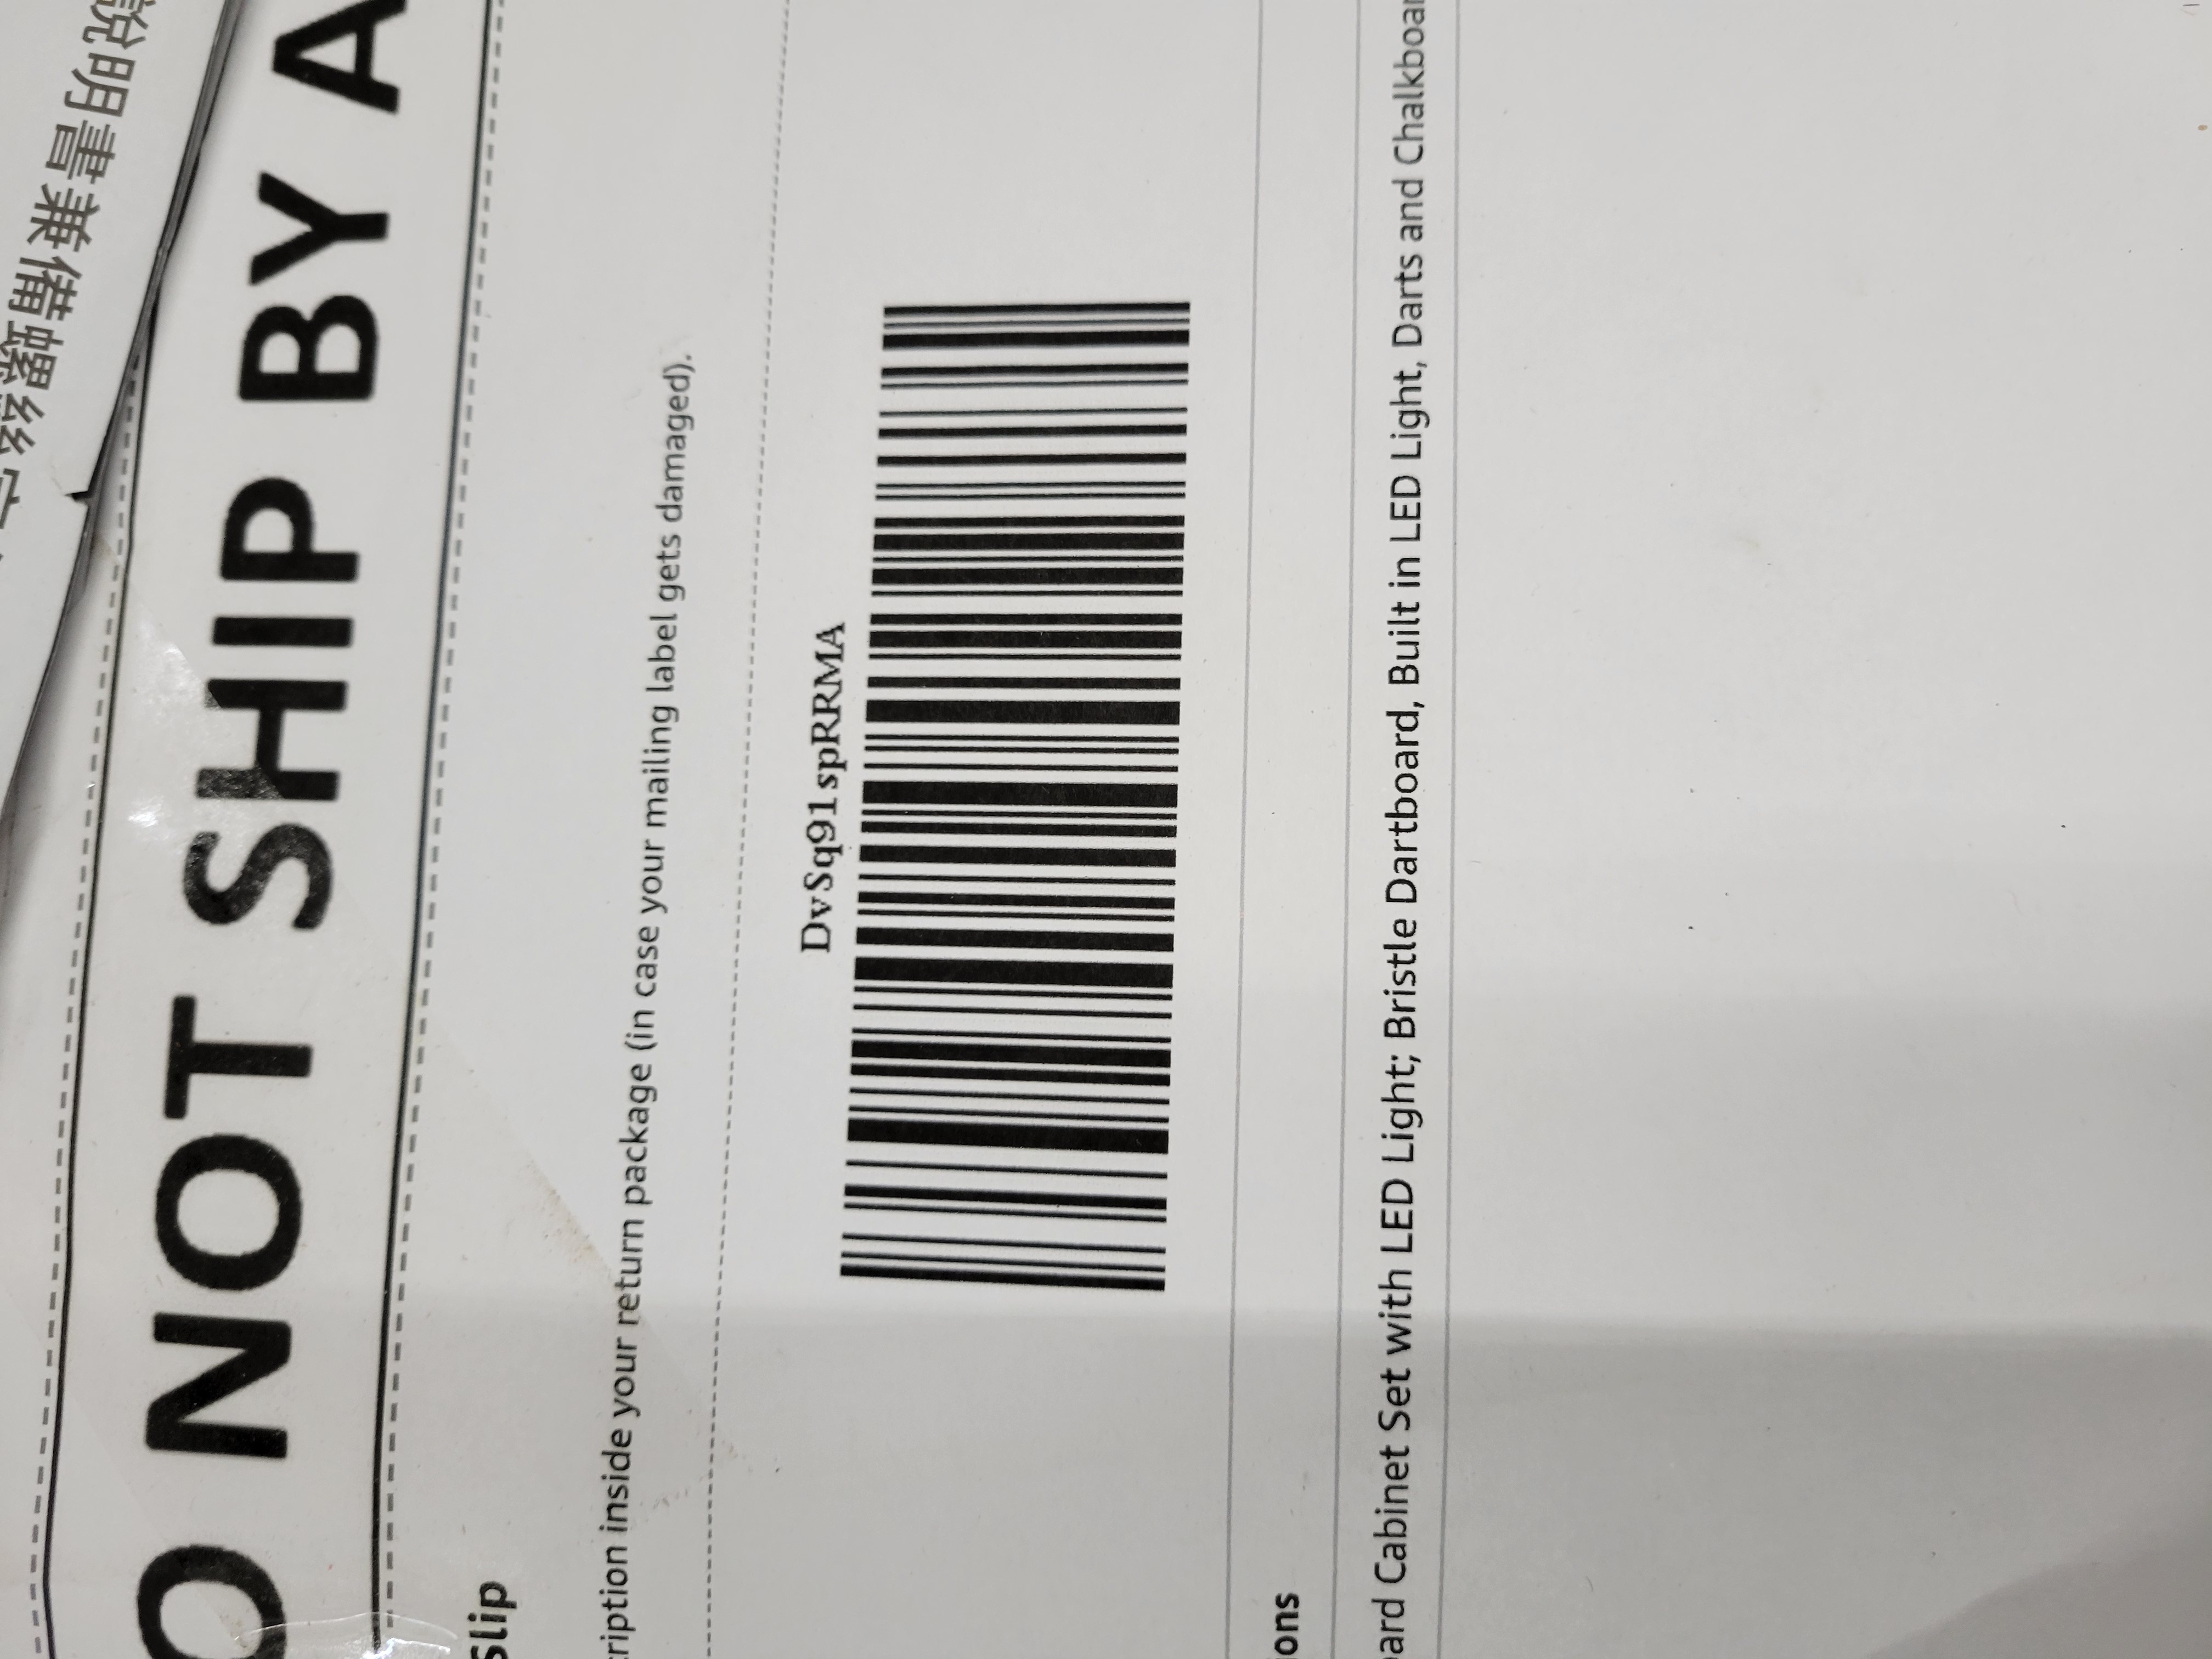 說明書兼備螺絲
O NOT SHIP BY A
Slip
cription inside your return package (in case your mailing label gets damaged).
DvSq91spRRMA
ons
oard Cabinet Set with LED Light; Bristle Dartboard, Built in LED Light, Darts and Chalkboar